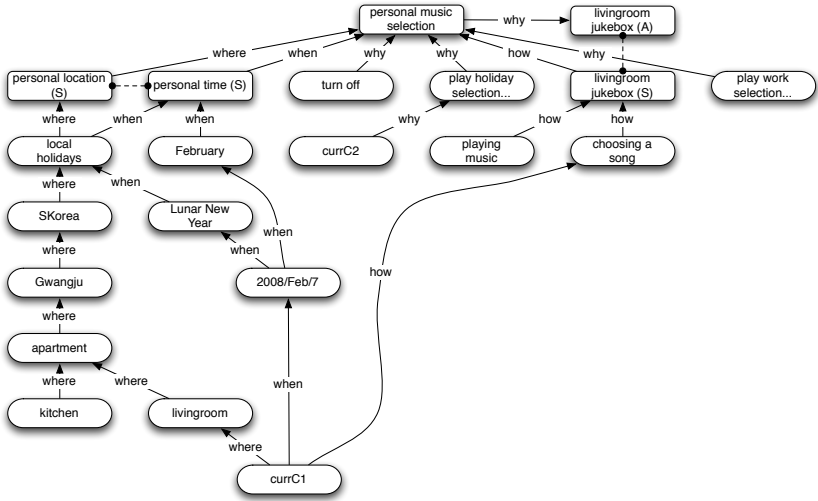 personal music
selection
why
livingroom
jukebox (A)
where
when
why
why
how
why
personal location
(S)
personal time (S)
turn off
play holiday
selection...
livingroom
jukebox (S)
play work
selection...
where
when
when
why
how
how
local
holidays
February
currC2
playing
music
choosing a
song
where
when
SKorea
Lunar New
Year
when
where
when
how
Gwangju
2008/Feb/7
where
apartment
where
where
when
kitchen
livingroom
where
currC1